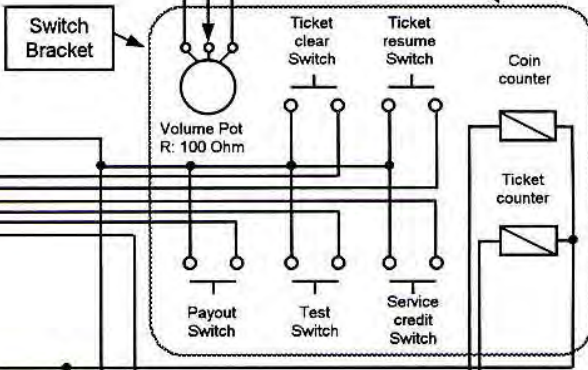 Switch
Bracket
Ticket
clear
Switch
Ticket
resume
Switch
Coin
counter
Volume Pot
R: 100 Ohm
Ticket
counter
Payout
Switch
Test
Switch
Service
credit
Switch